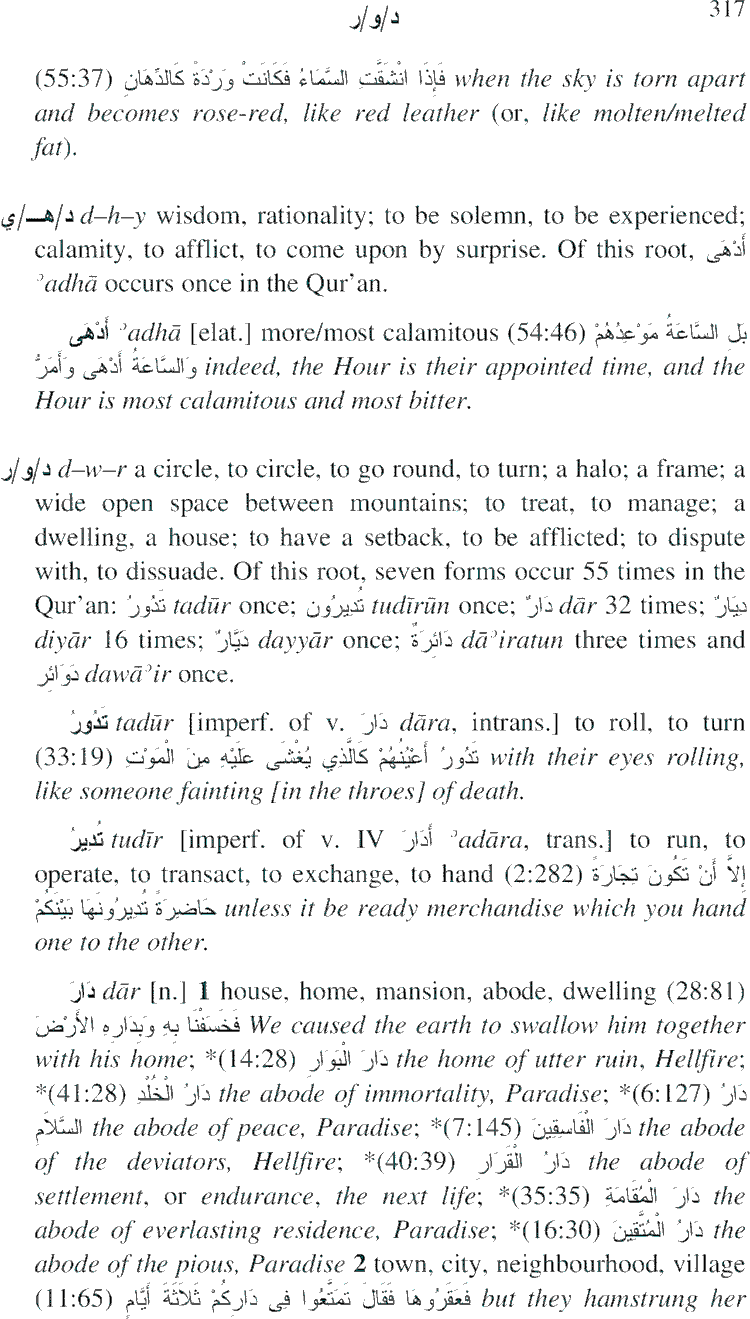 د/و/ر 317
(55:37) فَإِذَا انْشَقَّتِ السَّمَاءُ فَكَانَتْ وَرْدَةً كَالدِّهَانِ when the sky is torn apart
and becomes rose-red, like red leather (or, like molten/melted
fat).
د/هـ/ي d–h–y wisdom, rationality; to be solemn, to be experienced;
calamity, to afflict, to come upon by surprise. Of this root, أَدْهَى
ʾadhā occurs once in the Qur’an.
أَدْهَى ʾadhā [elat.] more/most calamitous (54:46) بَل السَّاعَةُ مَوْعِدُهُمْ
وَالسَّاعَةُ أَدْهَى وَأَمَرُّ indeed, the Hour is their appointed time, and the
Hour is most calamitous and most bitter.
د/و/ر d–w–r a circle, to circle, to go round, to turn; a halo; a frame; a
wide open space between mountains; to treat, to manage; a
dwelling, a house; to have a setback, to be afflicted; to dispute
with, to dissuade. Of this root, seven forms occur 55 times in the
Qur’an: تَدُورُ tadūr once; تُدِيرُون tudīrūn once; دَارٌ dār 32 times; دِيَارٌ
diyār 16 times; دَيَّارٌ dayyār once; دَائِرَةٌ dāʾiratun three times and
دَوَائِر dawāʾir once.
تَدُورُ tadūr [imperf. of v. دَارَ dāra, intrans.] to roll, to turn
(33:19) تَدُورُ أَعْيُنُهُمْ كَالَّذِي يُغْشَى عَلَيْهِ مِنَ الْمَوْتِ with their eyes rolling,
like someone fainting [in the throes] of death.
تُدِيرُ tudīr [imperf. of v. IV أَدَارَ ʾadāra, trans.] to run, to
operate, to transact, to exchange, to hand (2:282) إِلاَّ أَنْ تَكُونَ تِجَارَةً
حَاضِرَةً تُدِيرُونَهَا بَيْنَكُمْ unless it be ready merchandise which you hand
one to the other.
دَارَ dār [n.] 1 house, home, mansion, abode, dwelling (28:81)
فَخَسَفْنَا بِهِ وَبِدَارِهِ الأَرْضَ We caused the earth to swallow him together
with his home; *(14:28) دَارَ الْبَوَارِ the home of utter ruin, Hellfire;
*(41:28) دَارُ الْخُلْدِ the abode of immortality, Paradise; *(6:127) دَارُ
السَّلاَمِ the abode of peace, Paradise; *(7:145) دَارَ الْفَاسِقِينَ the abode
of the deviators, Hellfire; *(40:39) دَارُ الْقَرَارِ the abode of
settlement, or endurance, the next life; *(35:35) دَارَ الْمُقَامَةِ the
abode of everlasting residence, Paradise; *(16:30) دَارُ الْمُتَّقِينَ the
abode of the pious, Paradise 2 town, city, neighbourhood, village
(11:65) فَعَقَرُوهَا فَقَالَ تَمَتَّعُوا فِى دَارِكُمْ ثَلاَثَةَ أَيَّامٍ but they hamstrung her